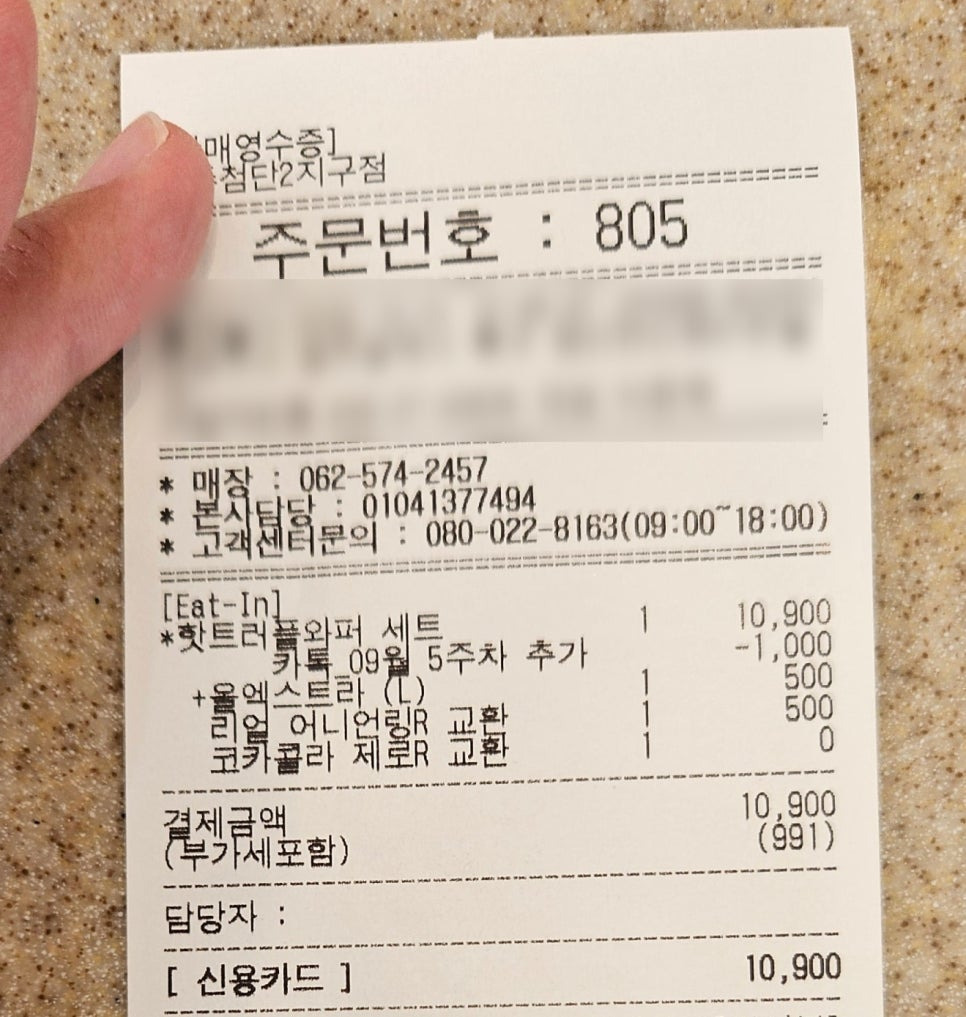 매영수증]
첨단2지구점
주문번호 : 805
* 매장 : 062-574-2457
* 본사담당 : 01041377494
* 고객센터문의 : 080-022-8163(09:00~18:00)
[Eat-In]
*핫트러플와퍼 세트 1 10,900
카톡_09월 5주차 추가 -1,000
+올엑스트라 (L) 1 500
리얼 어니언링R 교환 1 500
코카콜라 제로R 교환 1 0
결제금액 10,900
(부가세포함) (991)
담당자 :
[ 신용카드 ] 10,900